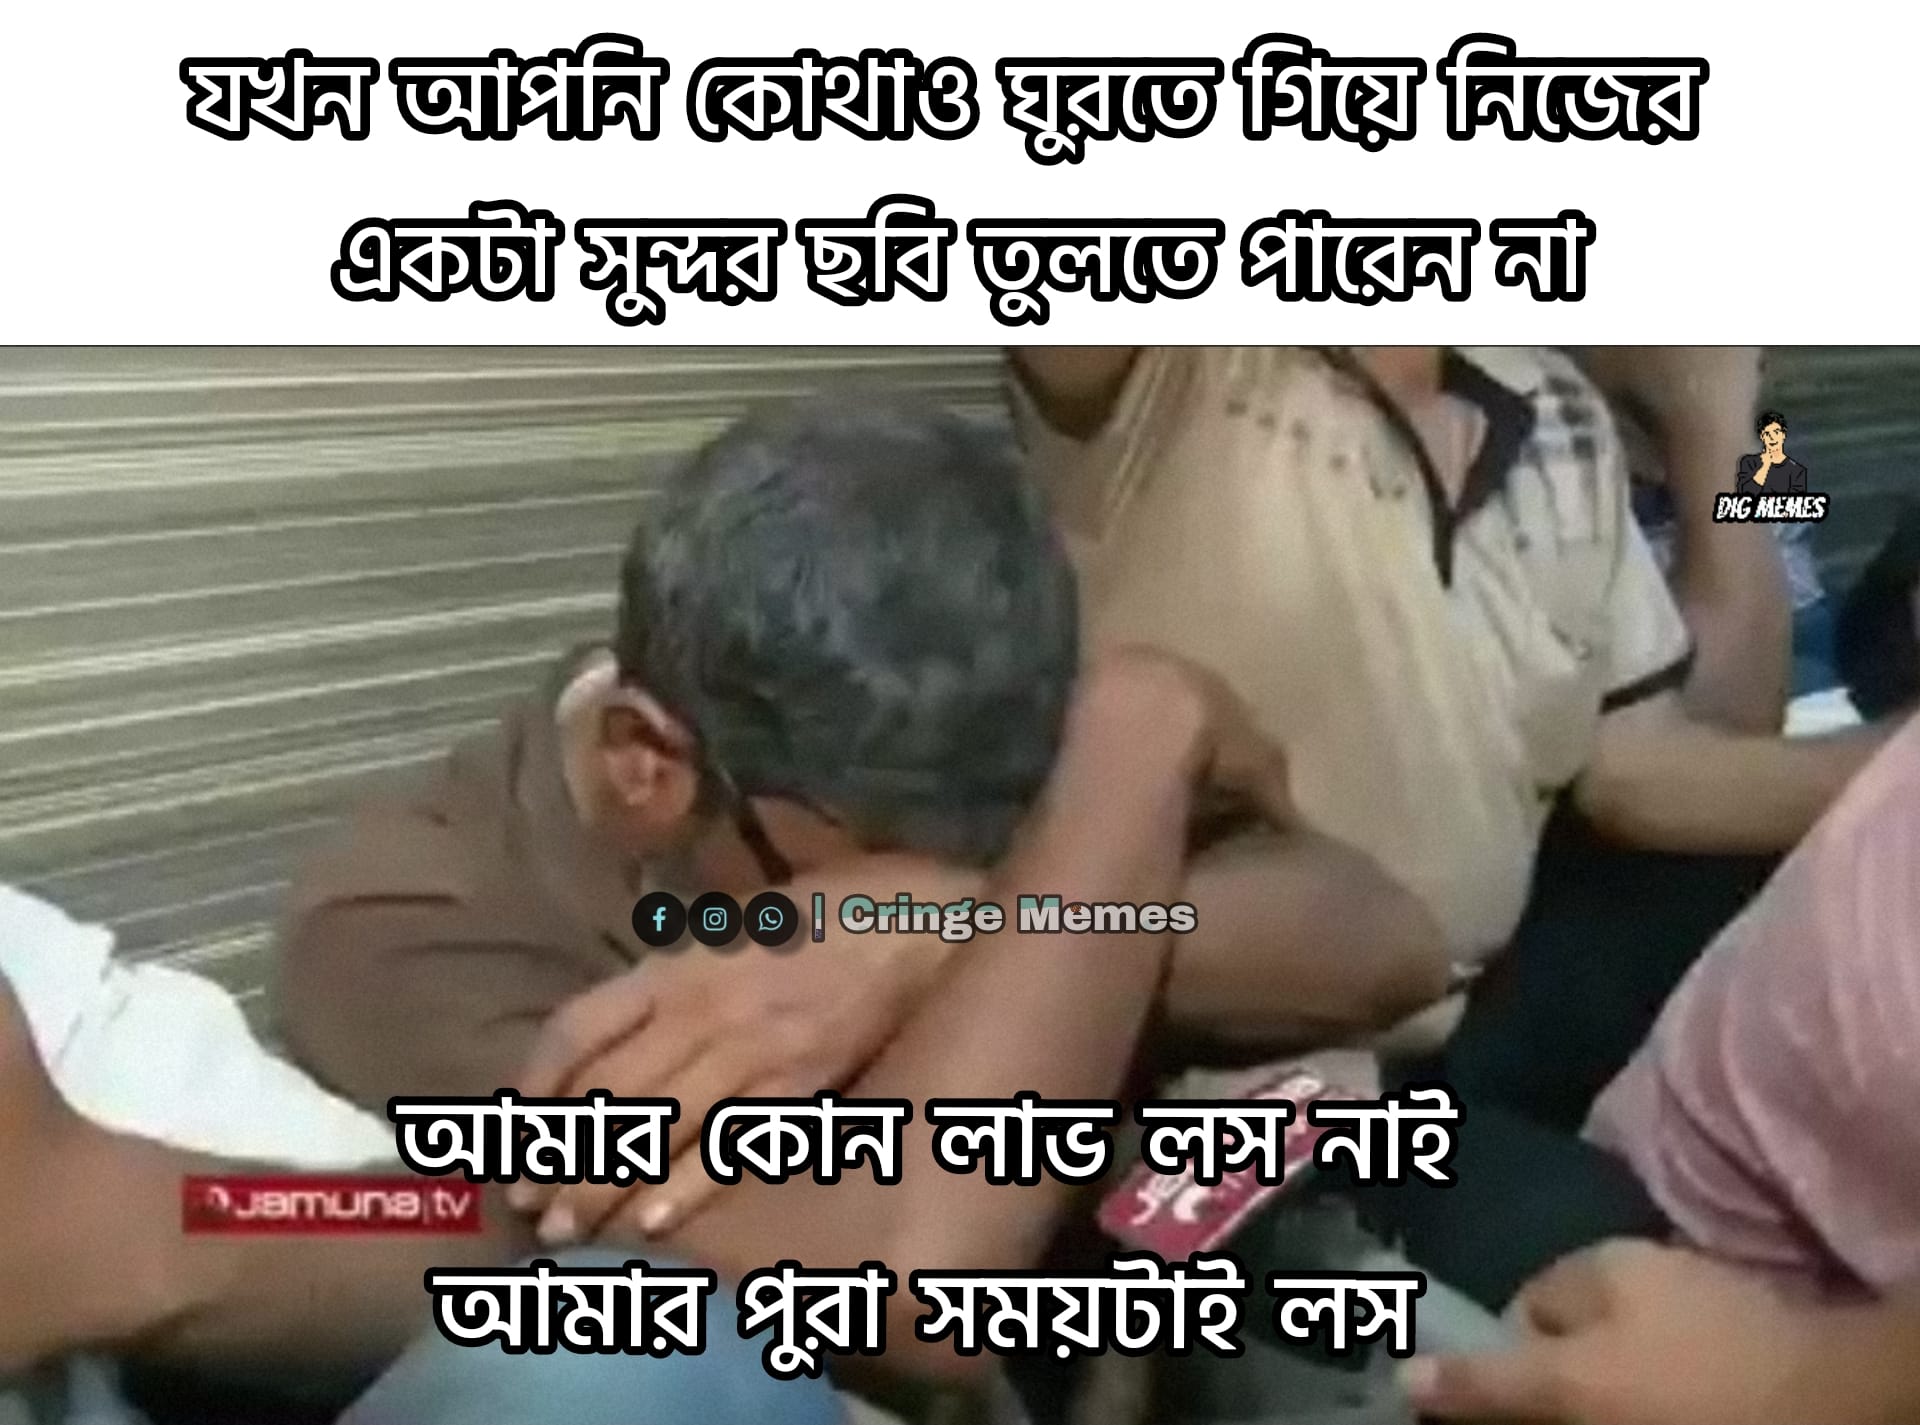 যখন আপনি কোথাও ঘুরতে গিয়ে নিজের
একটা সুন্দর ছবি তুলতে পারেন না
DIG MEMES
| Cringe Memes
আমার কোন লাভ লস নাই
Jamuna|tv
আমার পুরা সময়টাই লস